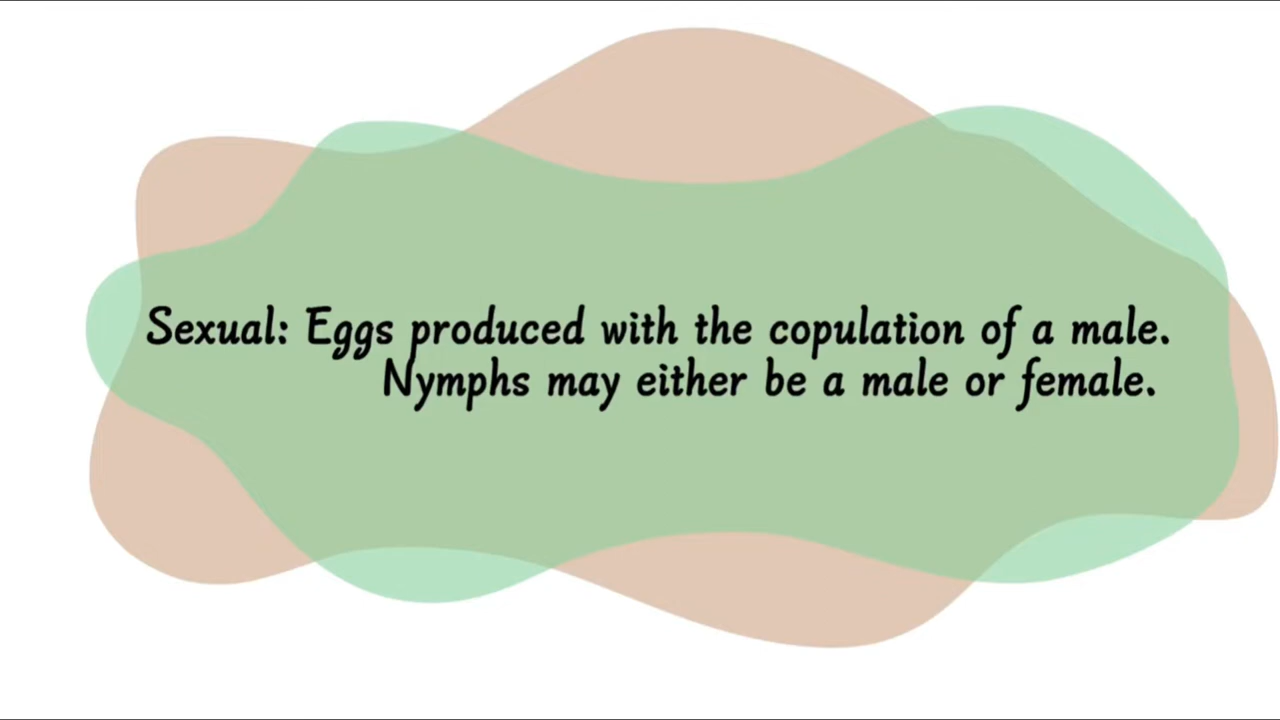 Sexual: Eggs produced with the copulation of a male.
Nymphs may either be a male or female.